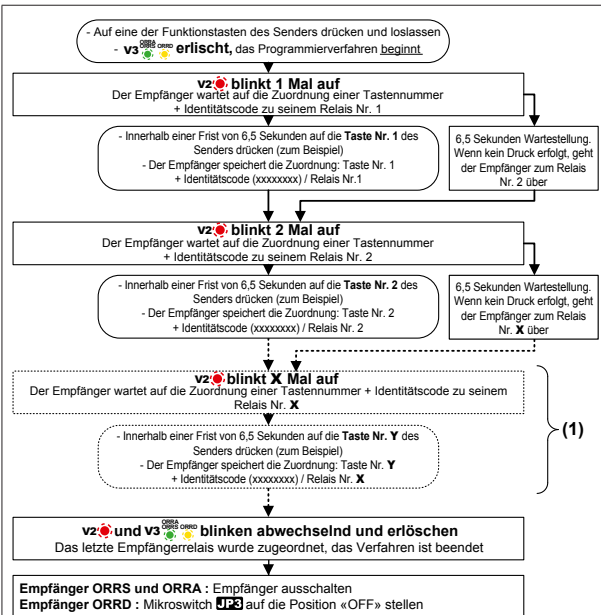 - Auf eine der Funktionstasten des Senders drücken und loslassen
- V3 ORRA ORRS ORRD erlischt, das Programmierverfahren beginnt
V2 blinkt 1 Mal auf
Der Empfänger wartet auf die Zuordnung einer Tastennummer
+ Identitätscode zu seinem Relais Nr. 1
- Innerhalb einer Frist von 6,5 Sekunden auf die Taste Nr. 1 des
Senders drücken (zum Beispiel)
- Der Empfänger speichert die Zuordnung: Taste Nr. 1
+ Identitätscode (xxxxxxxx) / Relais Nr.1
6,5 Sekunden Wartestellung.
Wenn kein Druck erfolgt, geht
der Empfänger zum Relais
Nr. 2 über
V2 blinkt 2 Mal auf
Der Empfänger wartet auf die Zuordnung einer Tastennummer
+ Identitätscode zu seinem Relais Nr. 2
- Innerhalb einer Frist von 6,5 Sekunden auf die Taste Nr. 2 des
Senders drücken (zum Beispiel)
- Der Empfänger speichert die Zuordnung: Taste Nr. 2
+ Identitätscode (xxxxxxxx) / Relais Nr. 2
6,5 Sekunden Wartestellung.
Wenn kein Druck erfolgt, geht
der Empfänger zum Relais
Nr. X über
V2 blinkt X Mal auf
Der Empfänger wartet auf die Zuordnung einer Tastennummer + Identitätscode zu seinem
Relais Nr. X
- Innerhalb einer Frist von 6,5 Sekunden auf die Taste Nr. Y des
Senders drücken (zum Beispiel)
- Der Empfänger speichert die Zuordnung: Taste Nr. Y
+ Identitätscode (xxxxxxxx) / Relais Nr. X
(1)
V2 und V3 ORRA ORRS ORRD blinken abwechselnd und erlöschen
Das letzte Empfängerrelais wurde zugeordnet, das Verfahren ist beendet
Empfänger ORRS und ORRA : Empfänger ausschalten
Empfänger ORRD : Mikroswitch JP3 auf die Position «OFF» stellen